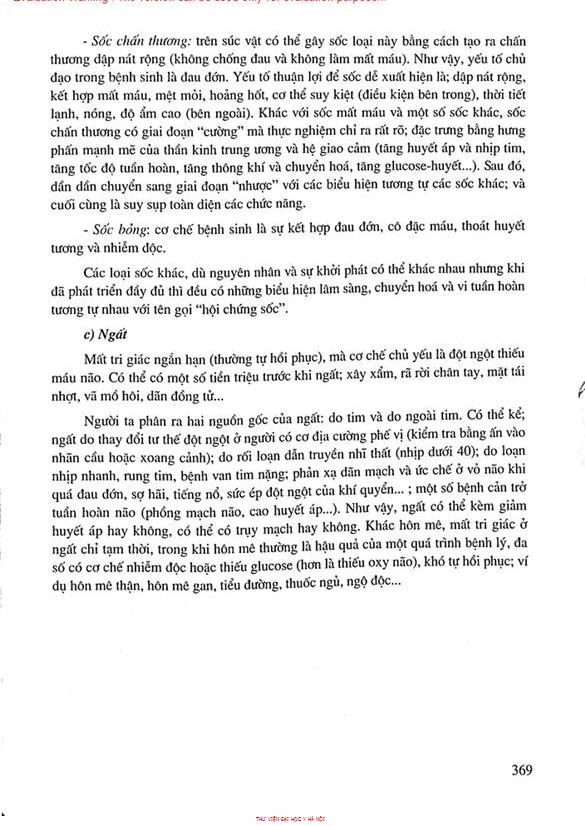 - Sốc chấn thương: trên súc vật có thể gây sốc loại này bằng cách tạo ra chấn
thương dập nát rộng (không chống đau và không làm mất máu). Như vậy, yếu tố chủ
đạo trong bệnh sinh là đau đớn. Yếu tố thuận lợi để sốc dễ xuất hiện là; dập nát rộng,
kết hợp mất máu, mệt mỏi, hoảng hốt, cơ thể suy kiệt (điều kiện bên trong), thời tiết
lạnh, nóng, độ ẩm cao (bên ngoài). Khác với sốc mất máu và một số sốc khác, sốc
chấn thương có giai đoạn “cường” mà thực nghiệm chỉ ra rất rõ; đặc trưng bằng hưng
phấn mạnh mẽ của thần kinh trung ương và hệ giao cảm (tăng huyết áp và nhịp tim,
tăng tốc độ tuần hoàn, tăng thông khí và chuyển hoá, tăng glucose-huyết...). Sau đó,
dần dần chuyển sang giai đoạn “nhược” với các biểu hiện tương tự các sốc khác; và
cuối cùng là suy sụp toàn diện các chức năng.
- Sốc bỏng: cơ chế bệnh sinh là sự kết hợp đau đớn, cô đặc máu, thoát huyết
tương và nhiễm độc.
Các loại sốc khác, dù nguyên nhân và sự khởi phát có thể khác nhau nhưng khi
đã phát triển đầy đủ thì đều có những biểu hiện lâm sàng, chuyển hoá và vi tuần hoàn
tương tự nhau với tên gọi “hội chứng sốc”.
c) Ngất
Mất tri giác ngắn hạn (thường tự hồi phục), mà cơ chế chủ yếu là đột ngột thiếu
máu não. Có thể có một số tiền triệu trước khi ngất; xây xẩm, rã rời chân tay, mặt tái
nhợt, vã mồ hôi, dãn đồng tử...
Người ta phân ra hai nguồn gốc của ngất: do tim và do ngoài tim. Có thể kể;
ngất do thay đổi tư thế đột ngột ở người có cơ địa cường phế vị (kiểm tra bằng ấn vào
nhãn cầu hoặc xoang cảnh); do rối loạn dẫn truyền nhĩ thất (nhịp dưới 40); do loạn
nhịp nhanh, rung tim, bệnh van tim nặng; phản xạ dãn mạch và ức chế ở vỏ não khi
quá đau đớn, sợ hãi, tiếng nổ, sức ép đột ngột của khí quyển... ; một số bệnh cản trở
tuần hoàn não (phồng mạch não, cao huyết áp...). Như vậy, ngất có thể kèm giảm
huyết áp hay không, có thể có trụy mạch hay không. Khác hôn mê, mất tri giác ở
ngất chỉ tạm thời, trong khi hôn mê thường là hậu quả của một quá trình bệnh lý, đa
số có cơ chế nhiễm độc hoặc thiếu glucose (hơn là thiếu oxy não), khó tự hồi phục; ví
dụ hôn mê thận, hôn mê gan, tiểu đường, thuốc ngủ, ngộ độc...
369
THƯ VIỆN ĐẠI HỌC Y HÀ NỘI